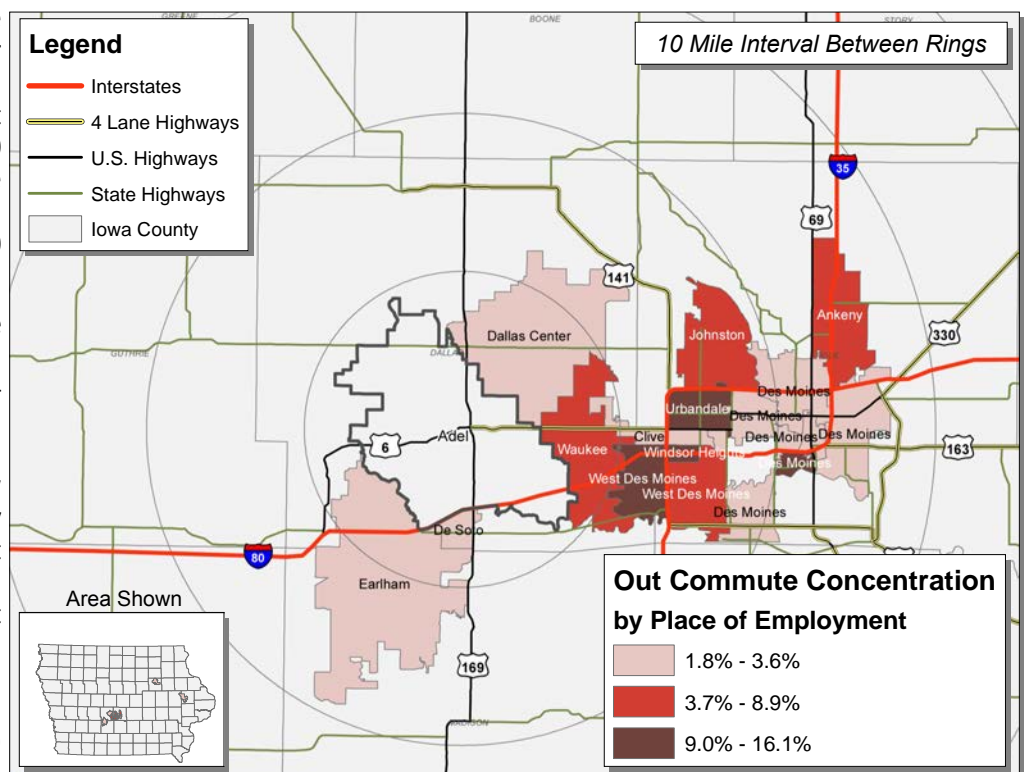 GREENE
BOONE
STORY
Legend
Interstates
4 Lane Highways
U.S. Highways
State Highways
Iowa County
10 Mile Interval Between Rings
35
69
141
Dallas Center
Johnston
Ankeny
330
GUTHRIE
DALLAS
Des Moines
Urbandale
Des Moines
Adel
6
Clive
Des Moines
Des Moines
163
Waukee
Windsor Heights
Des Moines
West Des Moines
West Des Moines
Des Moines
De Soto
80
Earlham
169
MADISON
Area Shown
Out Commute Concentration
by Place of Employment
1.8% - 3.6%
3.7% - 8.9%
9.0% - 16.1%